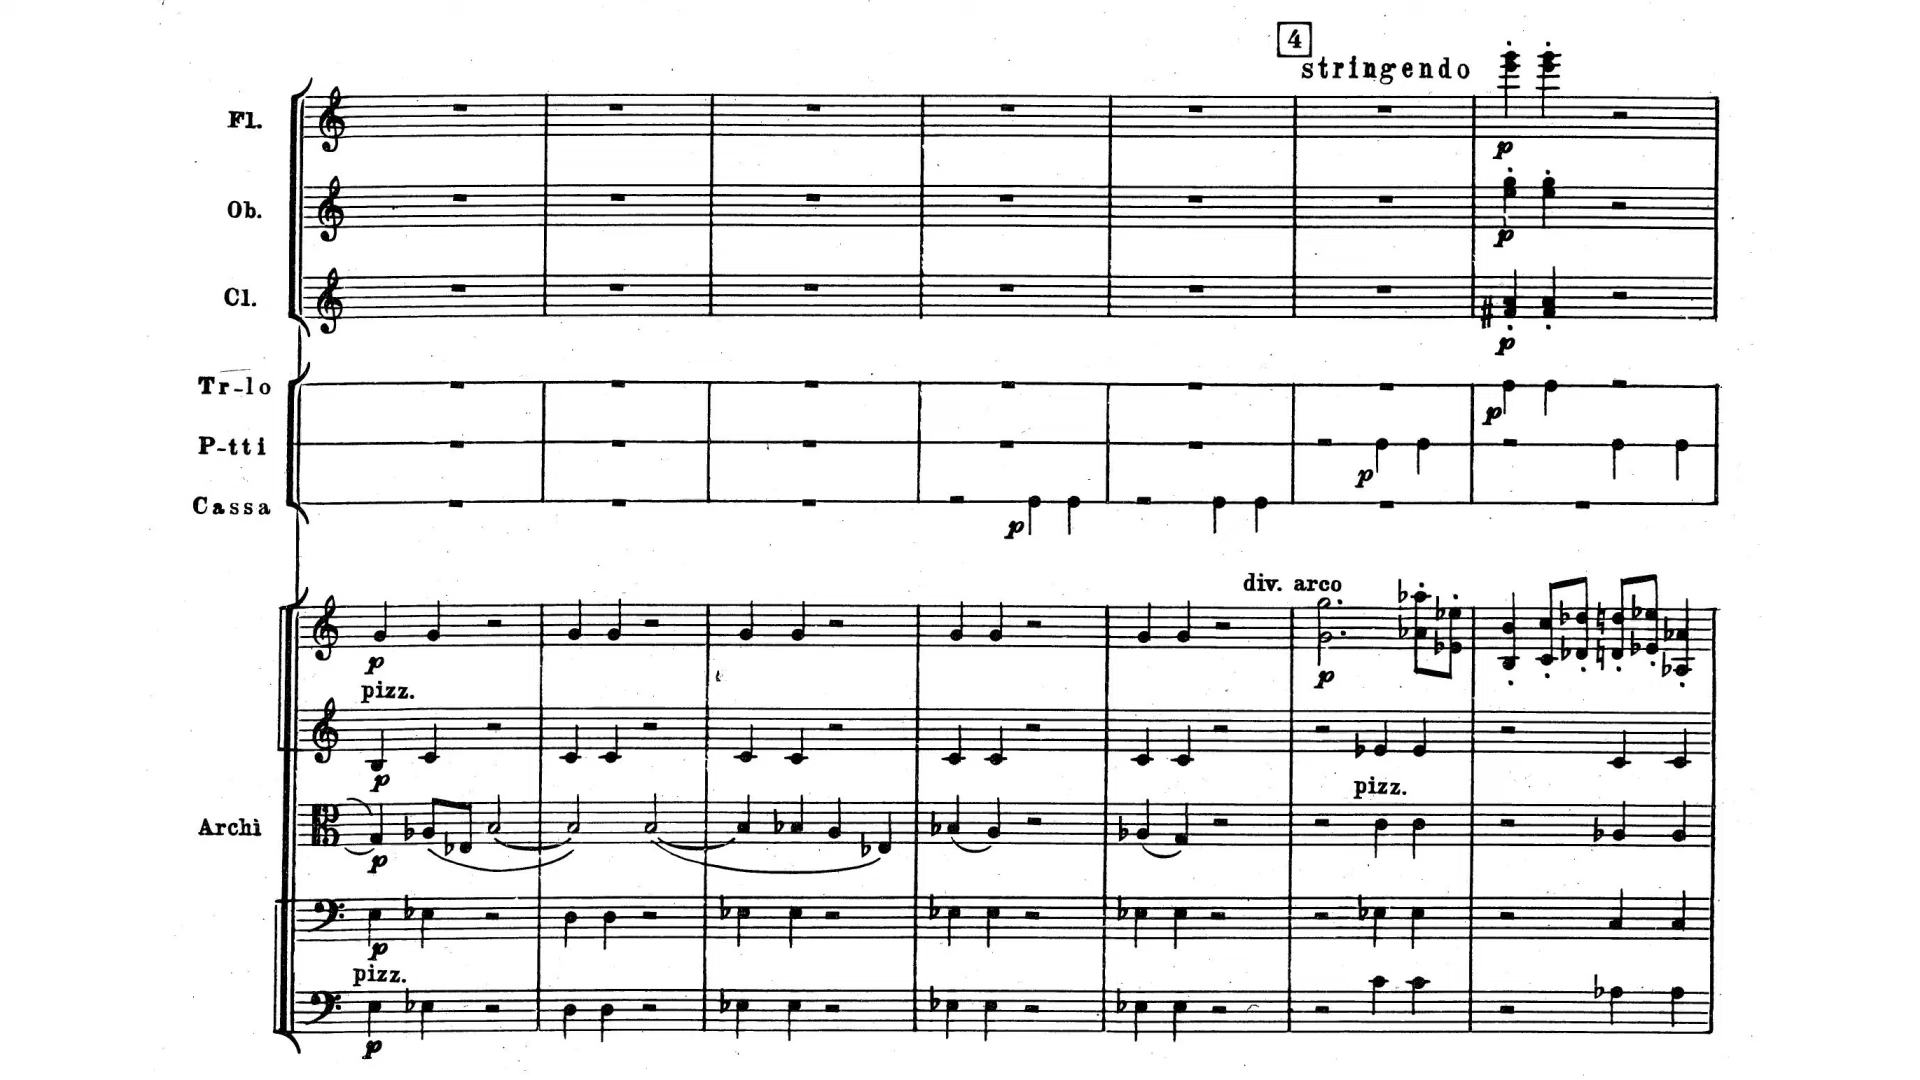 4
stringendo
Fl.
p
Ob.
p
Cl.
p
Tr-lo
p
P-tti
p
Cassa
p
div. arco
p
p
pizz.
p
pizz.
Archi
p
p
pizz.
p